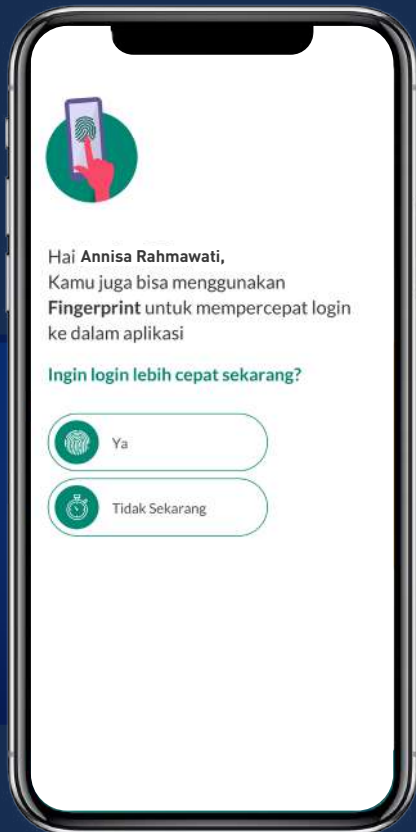 Hai Annisa Rahmawati,
Kamu juga bisa menggunakan
Fingerprint untuk mempercepat login
ke dalam aplikasi
Ingin login lebih cepat sekarang?
Ya
Tidak Sekarang